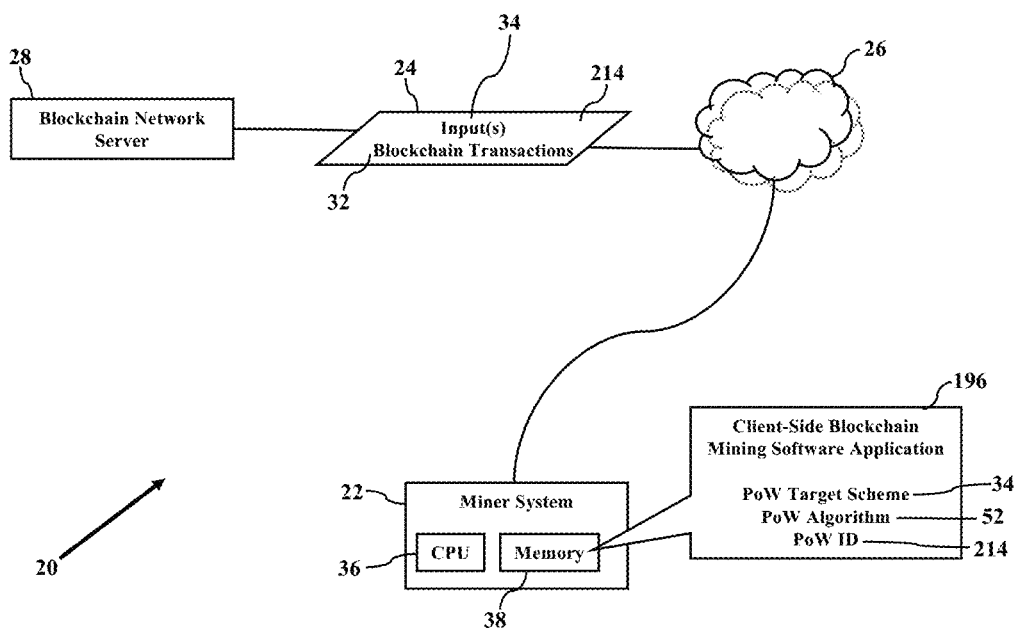 34
28
24
214
26
Blockchain Network
Server
Input(s)
Blockchain Transactions
32
196
Client-Side Blockchain
Mining Software Application
22
Miner System
PoW Target Scheme
34
PoW Algorithm
52
PoW ID
214
CPU
Memory
36
20
38